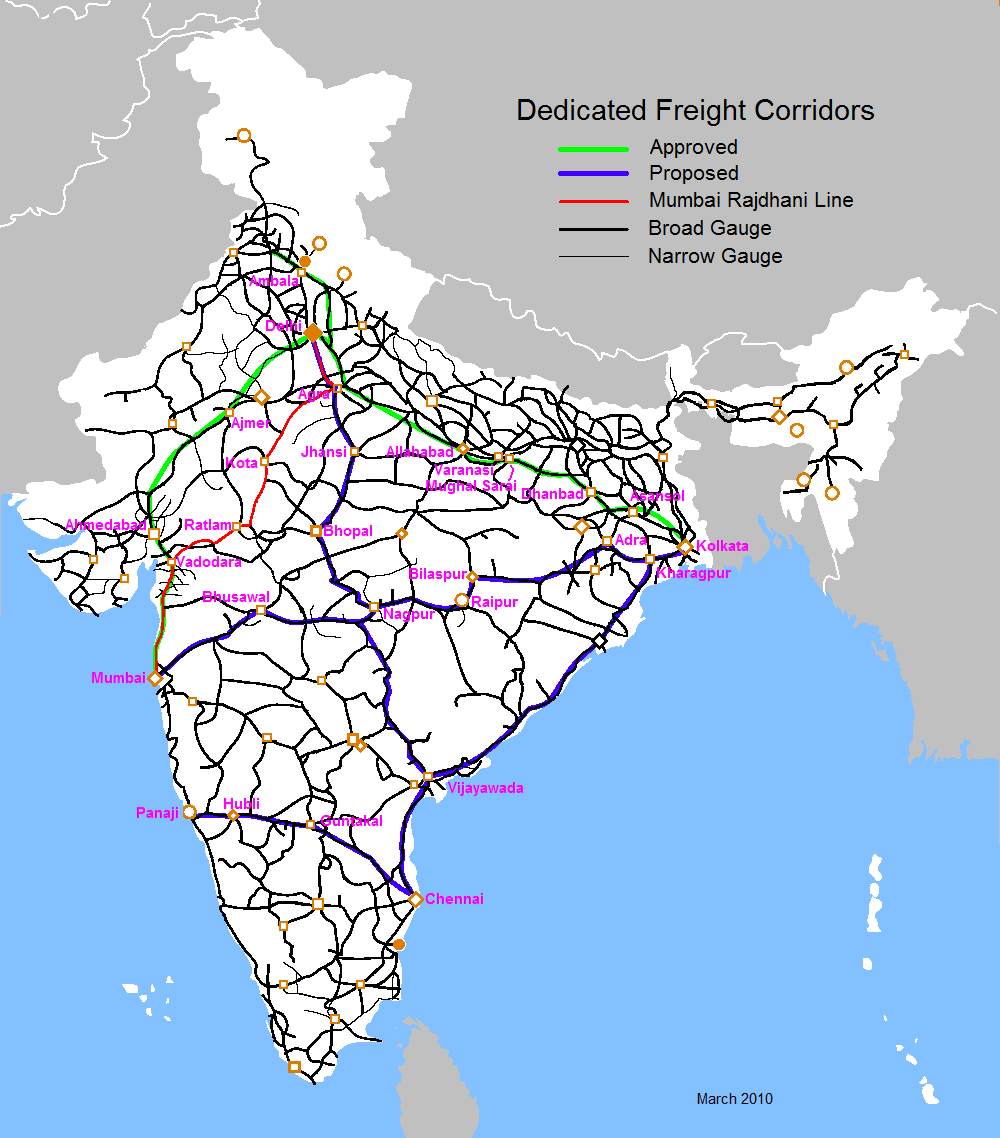 Dedicated Freight Corridors
Approved
Proposed
Mumbai Rajdhani Line
Broad Gauge
Narrow Gauge
Ambala
Delhi
Agra
Ajmer
Jhansi
Allahabad
Kota
Varanasi
Mughal Sarai
Dhanbad
Asansol
Ahmedabad
Ratlam
Bhopal
Adra
Kolkata
Vadodara
Bilaspur
Kharagpur
Bhusawal
Raipur
Nagpur
Mumbai
Vijayawada
Hubli
Panaji
Guntakal
Chennai
March 2010